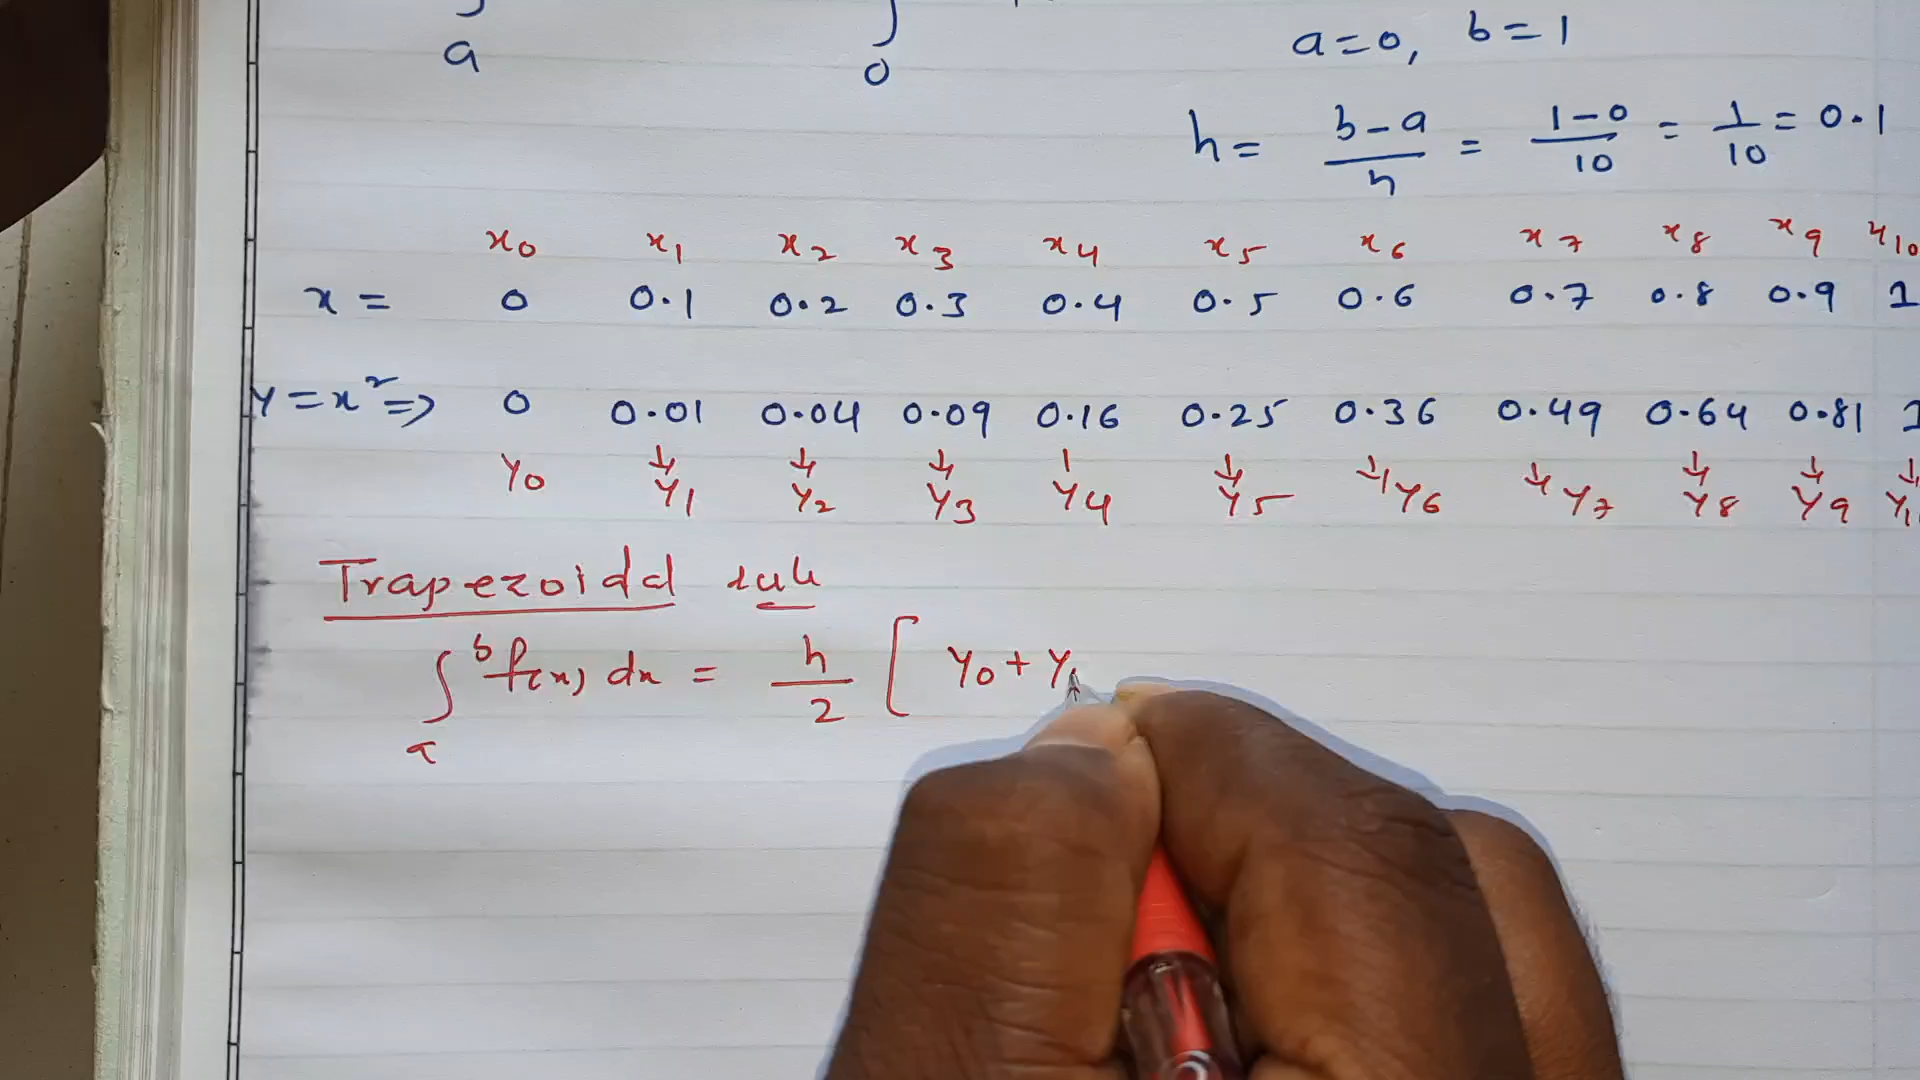 ∫ a ∫ 0 a=0, b=1
h = b-a/n = 1-0/10 = 1/10 = 0.1
x0 x1 x2 x3 x4 x5 x6 x7 x8 x9 x10
x = 0 0.1 0.2 0.3 0.4 0.5 0.6 0.7 0.8 0.9 1
Y = x² => 0 0.01 0.04 0.09 0.16 0.25 0.36 0.49 0.64 0.81 1
Y0 Y1 Y2 Y3 Y4 Y5 Y6 Y7 Y8 Y9
Trapezoidal rule
∫ₐᵇ f(x) dx = h/2 [ Y0 + Y